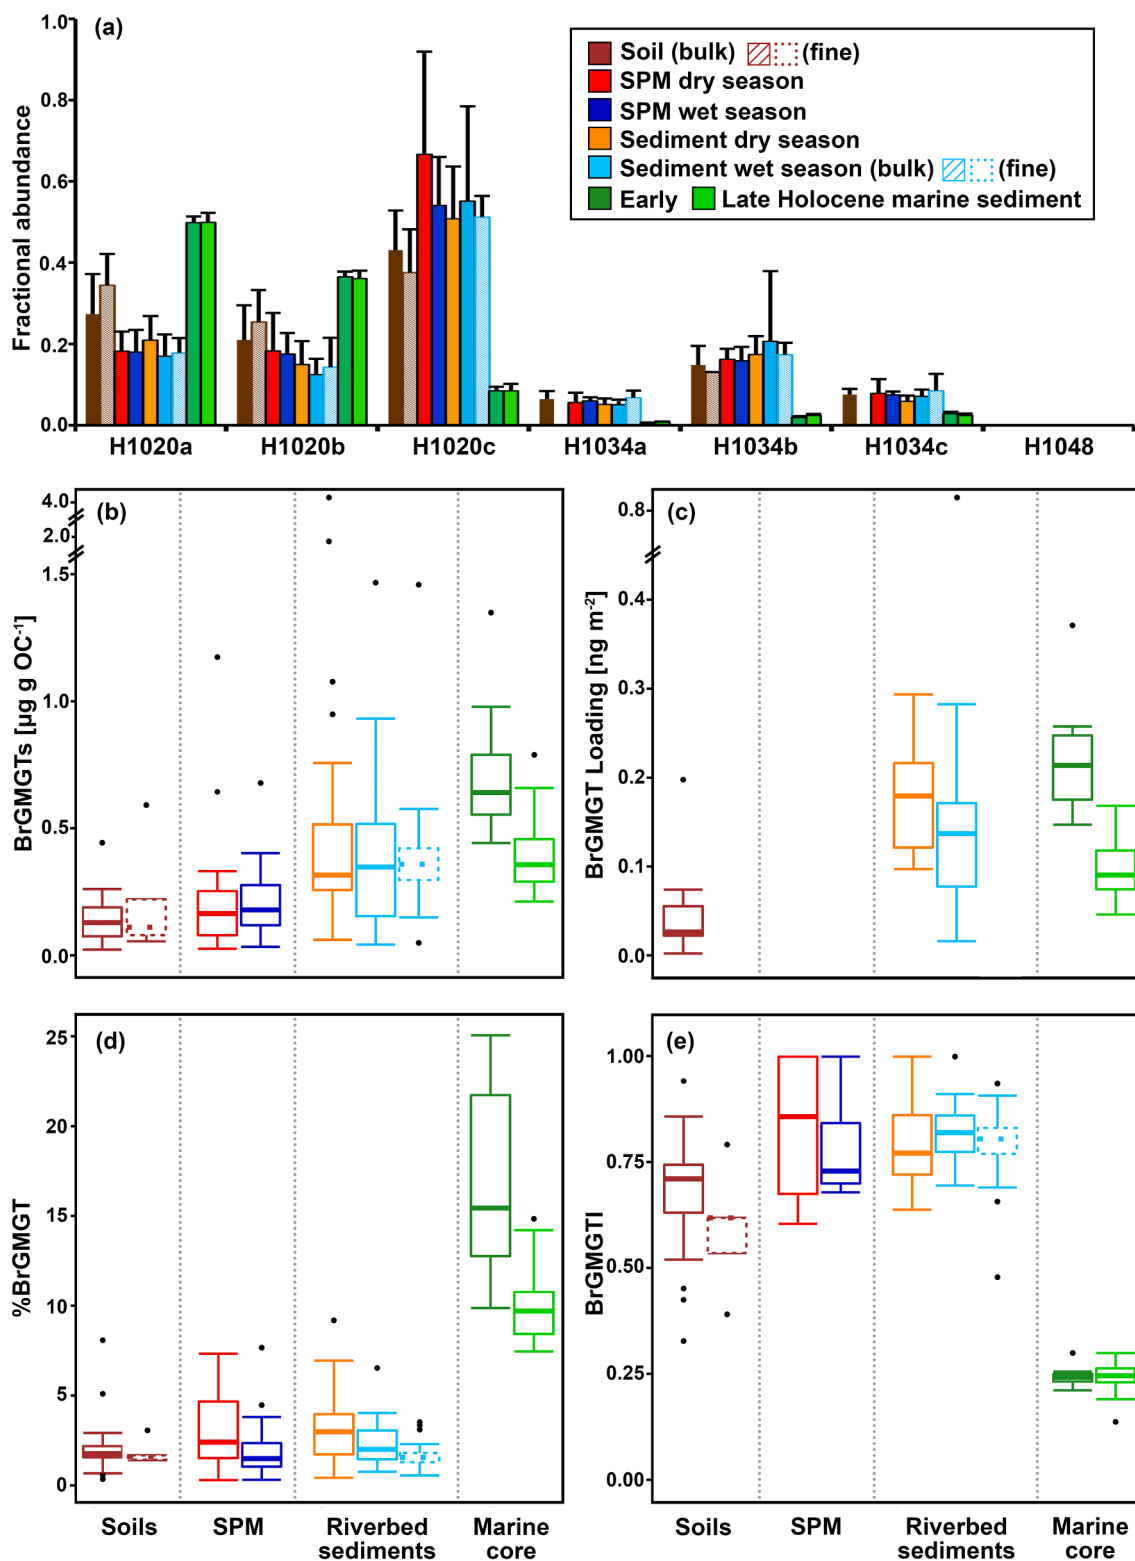 (a)
Fractional abundance
1.0
0.8
0.6
0.4
0.2
0.0
Soil (bulk) (fine)
SPM dry season
SPM wet season
Sediment dry season
Sediment wet season (bulk) (fine)
Early Late Holocene marine sediment
H1020a H1020b H1020c H1034a H1034b H1034c H1048
(b)
BrGMGTs [µg g OC⁻¹]
4.0
2.0
1.5
1.0
0.5
0.0
(c)
BrGMGT Loading [ng m⁻²]
0.8
0.4
0.3
0.2
0.1
0.0
(d)
%BrGMGT
25
20
15
10
5
0
Soils SPM Riverbed sediments Marine core
(e)
BrGMGTI
1.00
0.75
0.50
0.25
0.00
Soils SPM Riverbed sediments Marine core